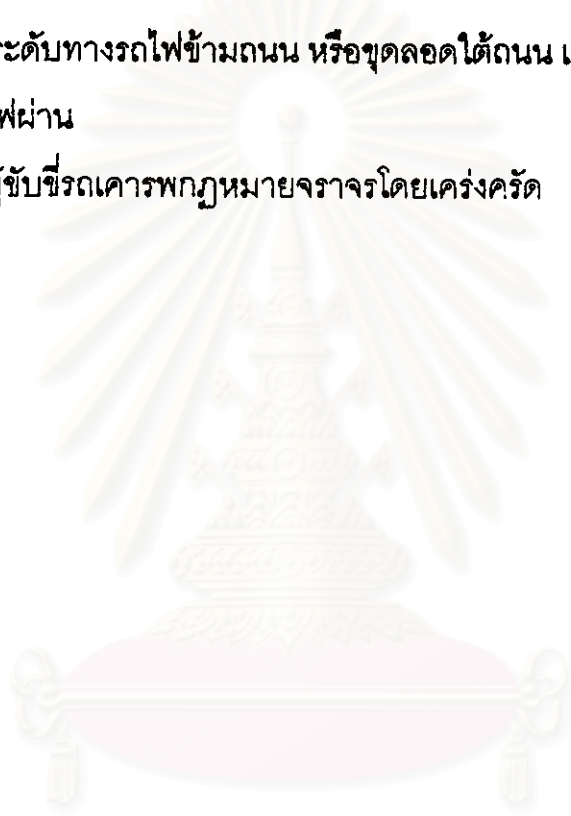 ระดับทางรถไฟข้ามถนน หรือขุดลอดใต้ถนน เ
ฟผ่าน
ผู้ขับขี่รถเคารพกฎหมายจราจรโดยเคร่งครัด